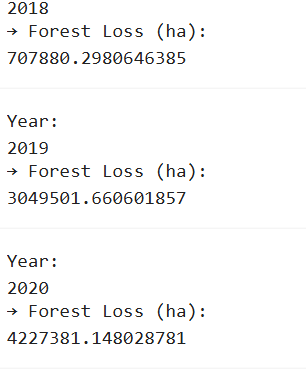 2018
→ Forest Loss (ha):
707880.2980646385
Year:
2019
→ Forest Loss (ha):
3049501.660601857
Year:
2020
→ Forest Loss (ha):
4227381.148028781